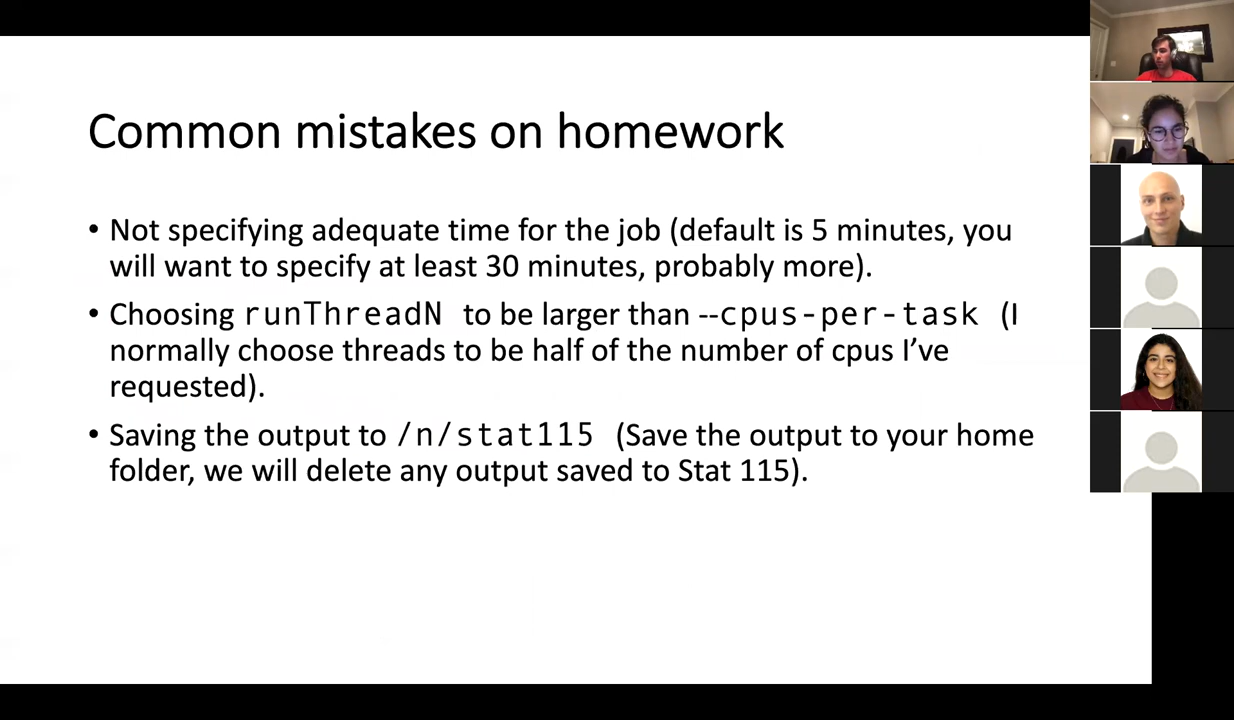 Common mistakes on homework
• Not specifying adequate time for the job (default is 5 minutes, you
will want to specify at least 30 minutes, probably more).
• Choosing runThreadN to be larger than --cpus-per-task (I
normally choose threads to be half of the number of cpus I’ve
requested).
• Saving the output to /n/stat115 (Save the output to your home
folder, we will delete any output saved to Stat 115).